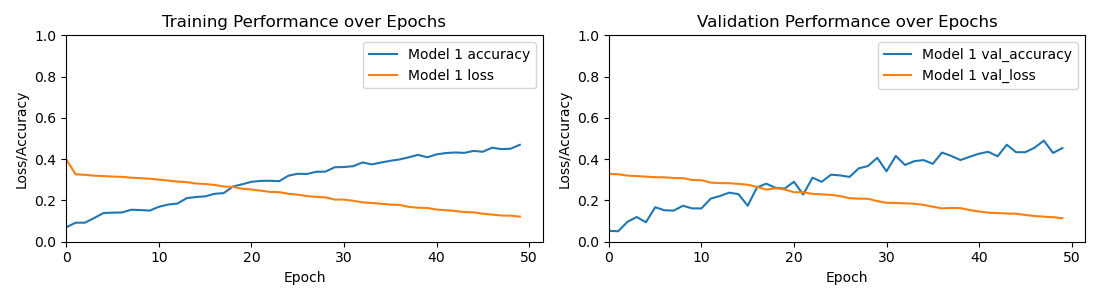 Training Performance over Epochs
1.0
0.8
0.6
0.4
0.2
0.0
Loss/Accuracy
Model 1 accuracy
Model 1 loss
0 10 20 30 40 50
Epoch
Validation Performance over Epochs
1.0
0.8
0.6
0.4
0.2
0.0
Loss/Accuracy
Model 1 val_accuracy
Model 1 val_loss
0 10 20 30 40 50
Epoch